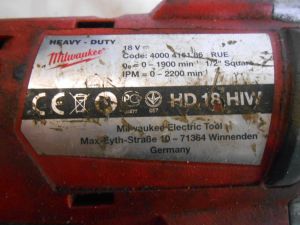 HEAVY - DUTY
Milwaukee
18 V
Code: 4000 4161 86 RUE
0 - 1900 min⁻¹ 1/2" Square
IPM = 0 - 2200 min⁻¹
CE HD 18 HIW
Milwaukee Electric Tool
Max-Eyth-Straße 10 - 71364 Winnenden
Germany